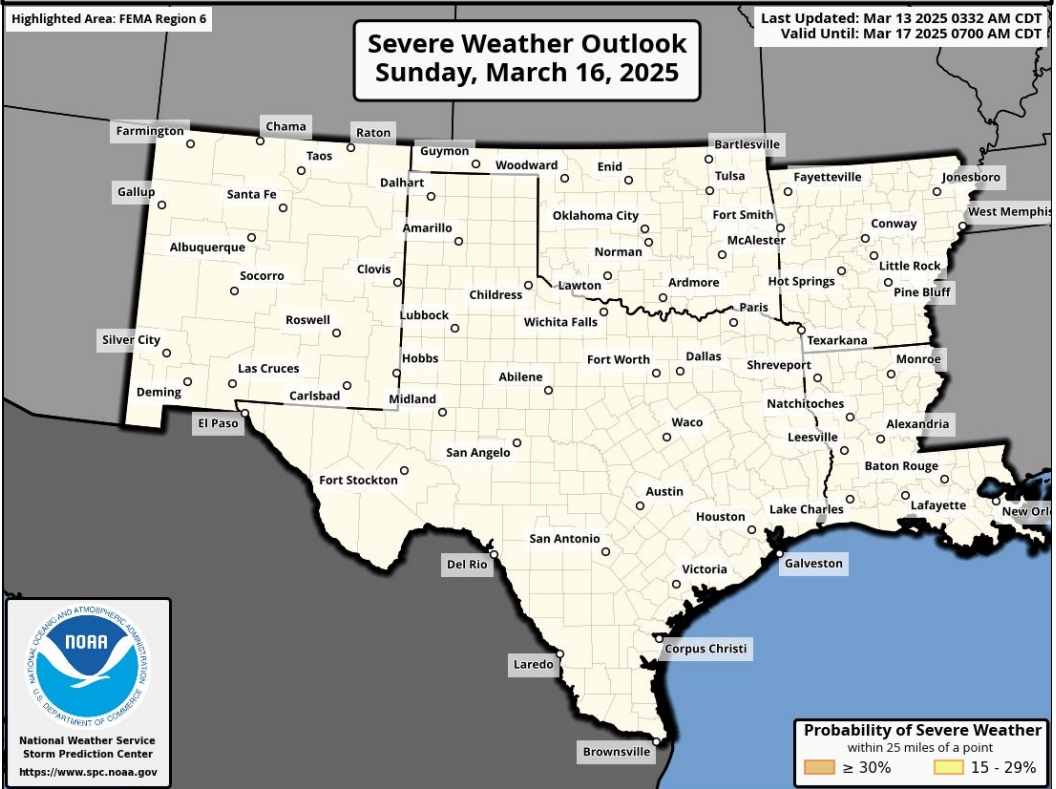 Highlighted Area: FEMA Region 6
Last Updated: Mar 13 2025 0332 AM CDT
Valid Until: Mar 17 2025 0700 AM CDT
Severe Weather Outlook
Sunday, March 16, 2025
Farmington
Chama
Raton
Taos
Guymon
Woodward
Enid
Bartlesville
Tulsa
Fayetteville
Jonesboro
Gallup
Santa Fe
Dalhart
Oklahoma City
Fort Smith
Conway
West Memphis
Albuquerque
Amarillo
Norman
McAlester
Little Rock
Socorro
Clovis
Childress
Lawton
Ardmore
Hot Springs
Pine Bluff
Roswell
Lubbock
Wichita Falls
Paris
Texarkana
Silver City
Hobbs
Fort Worth
Dallas
Shreveport
Monroe
Deming
Las Cruces
Carlsbad
Midland
Abilene
Natchitoches
El Paso
Waco
Leesville
Alexandria
San Angelo
Baton Rouge
Fort Stockton
Austin
Houston
Lake Charles
Lafayette
New Orl
San Antonio
Del Rio
Victoria
Galveston
Laredo
Corpus Christi
Brownsville
NATIONAL OCEANIC AND ATMOSPHERIC ADMINISTRATION
NOAA
U.S. DEPARTMENT OF COMMERCE
National Weather Service
Storm Prediction Center
https://www.spc.noaa.gov
Probability of Severe Weather
within 25 miles of a point
≥ 30%
15 - 29%